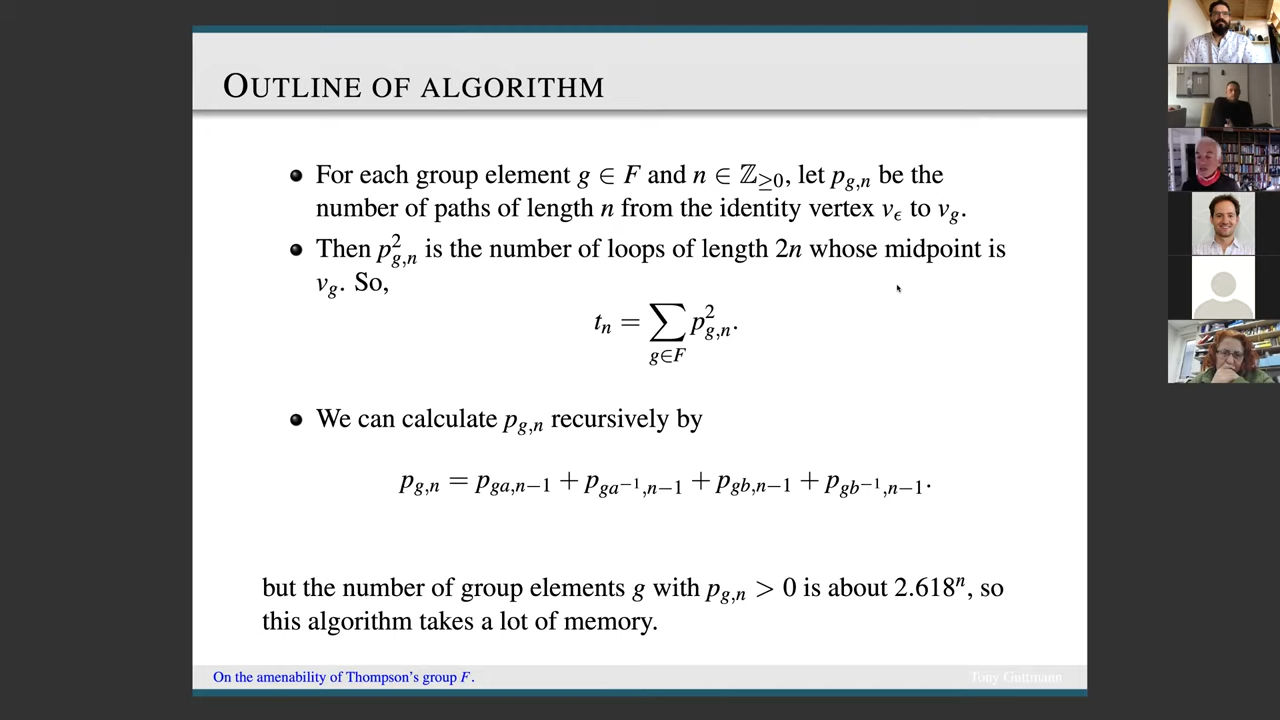 OUTLINE OF ALGORITHM
• For each group element g ∈ F and n ∈ ℤ≥0, let p_{g,n} be the
number of paths of length n from the identity vertex v_ϵ to v_g.
• Then p²_{g,n} is the number of loops of length 2n whose midpoint is
v_g. So,
t_n = ∑_{g∈F} p²_{g,n}.
• We can calculate p_{g,n} recursively by
p_{g,n} = p_{ga,n−1} + p_{ga⁻¹,n−1} + p_{gb,n−1} + p_{gb⁻¹,n−1}.
but the number of group elements g with p_{g,n} > 0 is about 2.618ⁿ, so
this algorithm takes a lot of memory.
On the amenability of Thompson's group F.
Tony Guttmann